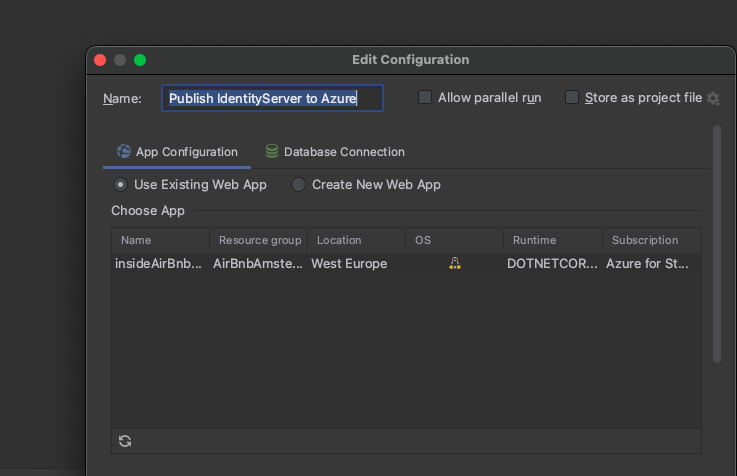 Edit Configuration
Name: Publish IdentityServer to Azure Allow parallel run Store as project file
App Configuration Database Connection
Use Existing Web App Create New Web App
Choose App
Name Resource group Location OS Runtime Subscription
insideAirBnb... AirBnbAmste... West Europe DOTNETCOR... Azure for St...